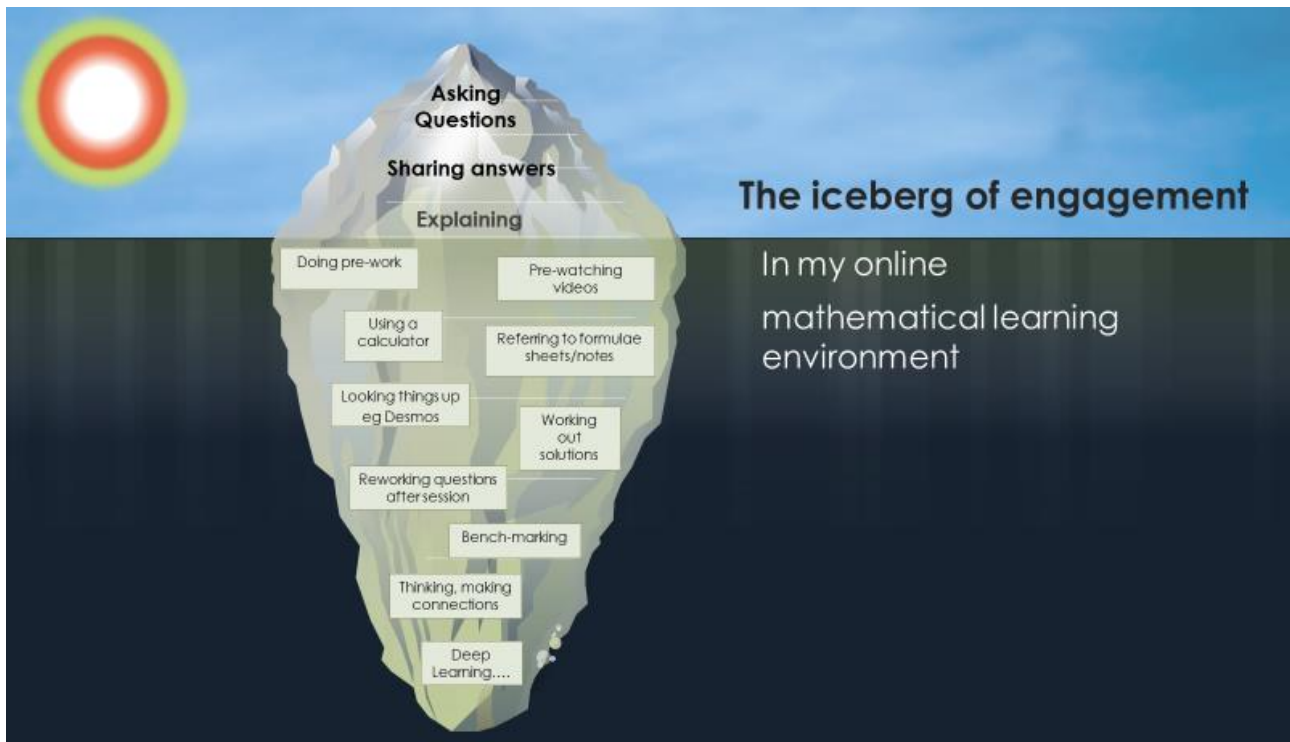 Asking
Questions
Sharing answers
Explaining
The iceberg of engagement
In my online
mathematical learning
environment
Doing pre-work
Pre-watching
videos
Using a
calculator
Referring to formulae
sheets/notes
Looking things up
eg Desmos
Working
out
solutions
Reworking questions
after session
Bench-marking
Thinking, making
connections
Deep
Learning....